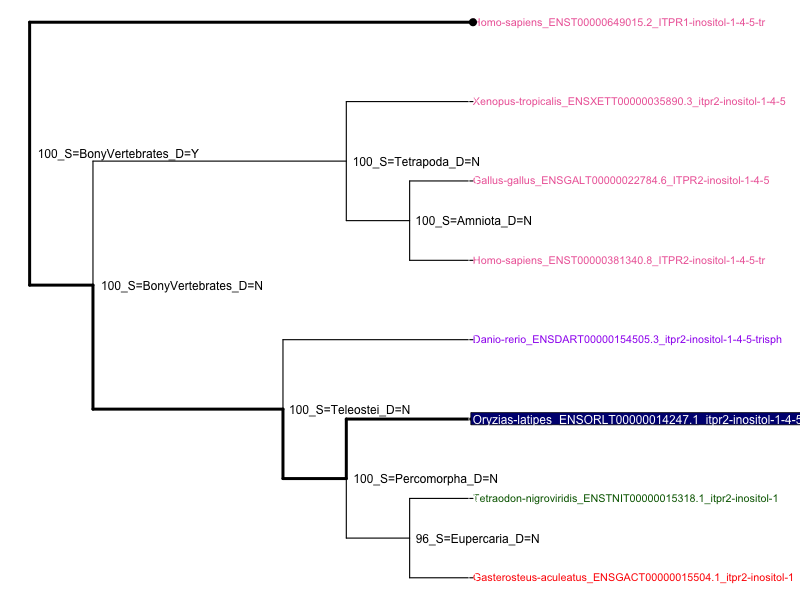 Homo-sapiens_ENST00000649015.2_ITPR1-inositol-1-4-5-tr
Xenopus-tropicalis_ENSXETT00000035890.3_itpr2-inositol-1-4-5
100_S=BonyVertebrates_D=Y
100_S=Tetrapoda_D=N
Gallus-gallus_ENSGALT00000022784.6_ITPR2-inositol-1-4-5
100_S=Amniota_D=N
Homo-sapiens_ENST00000381340.8_ITPR2-inositol-1-4-5-tr
100_S=BonyVertebrates_D=N
Danio-rerio_ENSDART00000154505.3_itpr2-inositol-1-4-5-trisph
100_S=Teleostei_D=N
Oryzias-latipes_ENSORLT00000014247.1_itpr2-inositol-1-4-5
100_S=Percomorpha_D=N
Tetraodon-nigroviridis_ENSTNIT00000015318.1_itpr2-inositol-1
96_S=Eupercaria_D=N
Gasterosteus-aculeatus_ENSGACT00000015504.1_itpr2-inositol-1